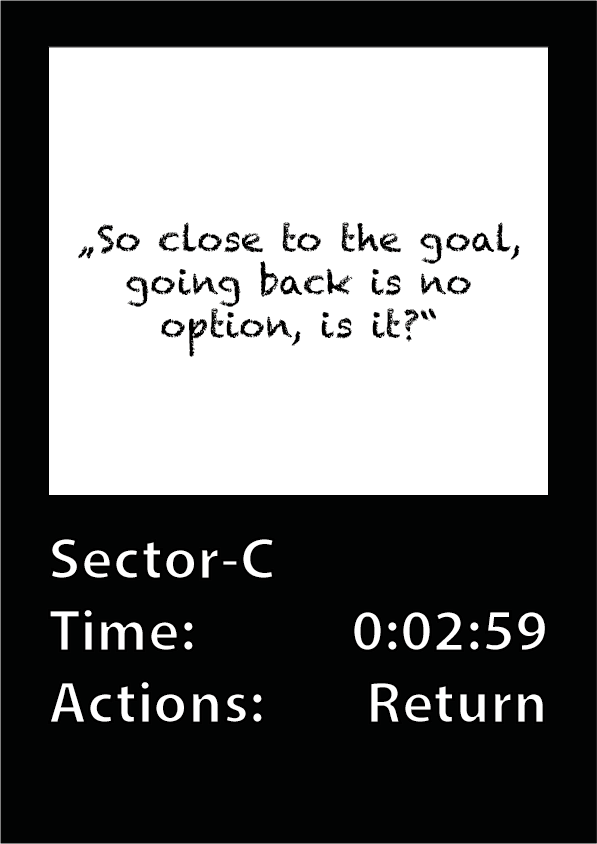 „So close to the goal,
going back is no
option, is it?“
Sector-C
Time: 0:02:59
Actions: Return